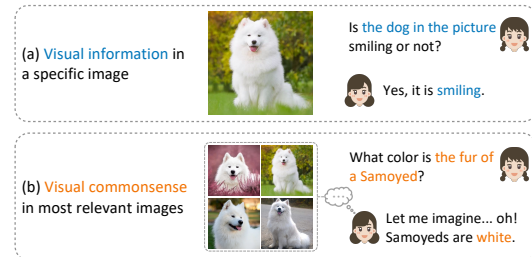 (a) Visual information in
a specific image
Is the dog in the picture
smiling or not?
Yes, it is smiling.
(b) Visual commonsense
in most relevant images
What color is the fur of
a Samoyed?
Let me imagine... oh!
Samoyeds are white.